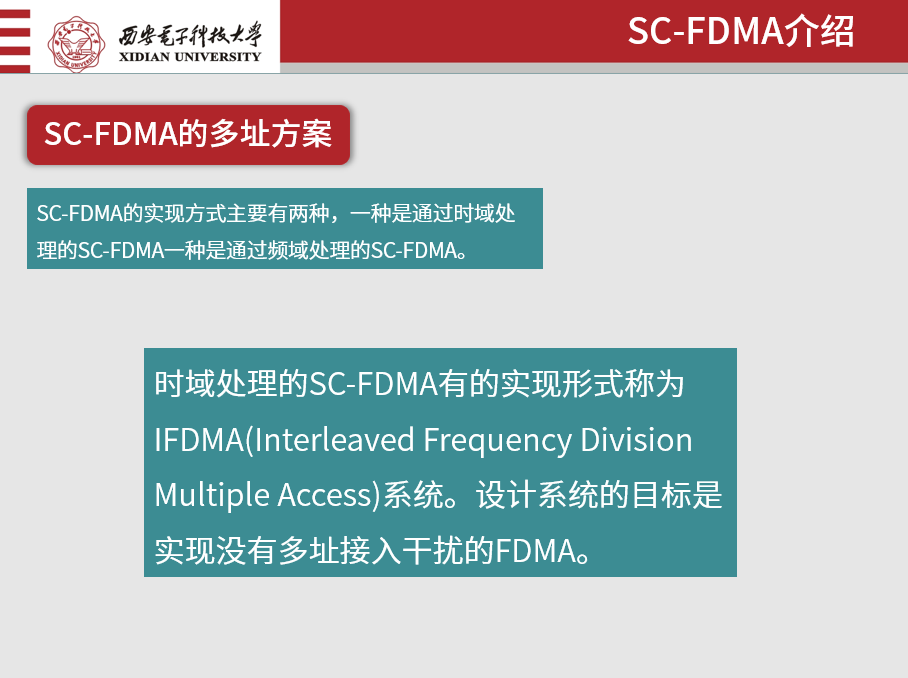 西安电子科技大学
XIDIAN UNIVERSITY
SC-FDMA介绍
SC-FDMA的多址方案
SC-FDMA的实现方式主要有两种，一种是通过时域处
理的SC-FDMA一种是通过频域处理的SC-FDMA。
时域处理的SC-FDMA有的实现形式称为
IFDMA(Interleaved Frequency Division
Multiple Access)系统。设计系统的目标是
实现没有多址接入干扰的FDMA。